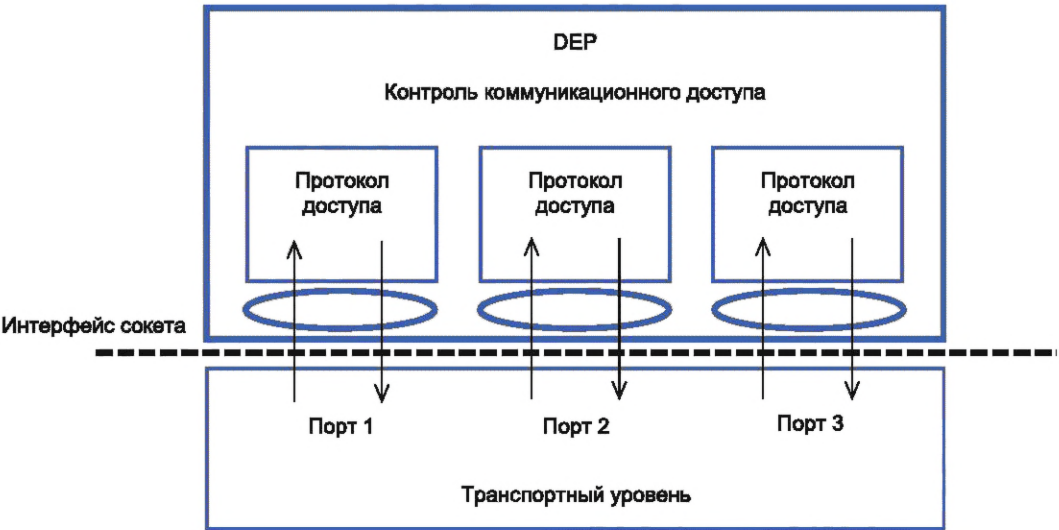 DEP
Контроль коммуникационного доступа
Протокол
доступа
Протокол
доступа
Протокол
доступа
Интерфейс сокета
Порт 1
Порт 2
Порт 3
Транспортный уровень